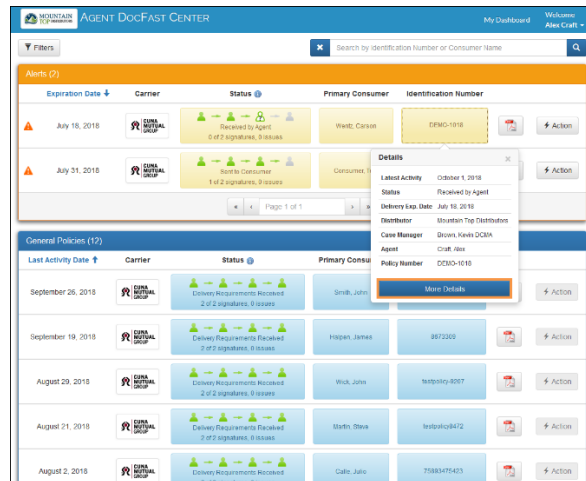 MOUNTAIN TOP DISTRIBUTORS
AGENT DOCFAST CENTER
My Dashboard
Welcome Alex Craft
Filters
Search by Identification Number or Consumer Name
Alerts (2)
Expiration Date Carrier Status Primary Consumer Identification Number
July 18, 2018
CUNA MUTUAL GROUP
Received by Agent
0 of 2 signatures, 0 issues
Wentz, Carson
DEMO-1018
Action
July 31, 2018
CUNA MUTUAL GROUP
Sent to Consumer
1 of 2 signatures, 0 issues
Consumer, T
Action
Page 1 of 1
Details
Latest Activity October 1, 2018
Status Received by Agent
Delivery Exp. Date July 18, 2018
Distributor Mountain Top Distributors
Case Manager Brown, Kevin DCMA
Agent Craft, Alex
Policy Number DEMO-1018
More Details
General Policies (12)
Last Activity Date Carrier Status Primary Consu
September 26, 2018
CUNA MUTUAL GROUP
Delivery Requirements Received
2 of 2 signatures, 0 issues
Smith, John
Action
September 19, 2018
CUNA MUTUAL GROUP
Delivery Requirements Received
2 of 2 signatures, 0 issues
Halpen, James
Action
August 29, 2018
CUNA MUTUAL GROUP
Delivery Requirements Received
2 of 2 signatures, 0 issues
Wick, John
testpolicy-9297
Action
August 21, 2018
CUNA MUTUAL GROUP
Delivery Requirements Received
2 of 2 signatures, 0 issues
Martin, Steve
testpolicy8472
Action
August 2, 2018
CUNA MUTUAL GROUP
Delivery Requirements Received
Calle, Julio
75893475423
Action